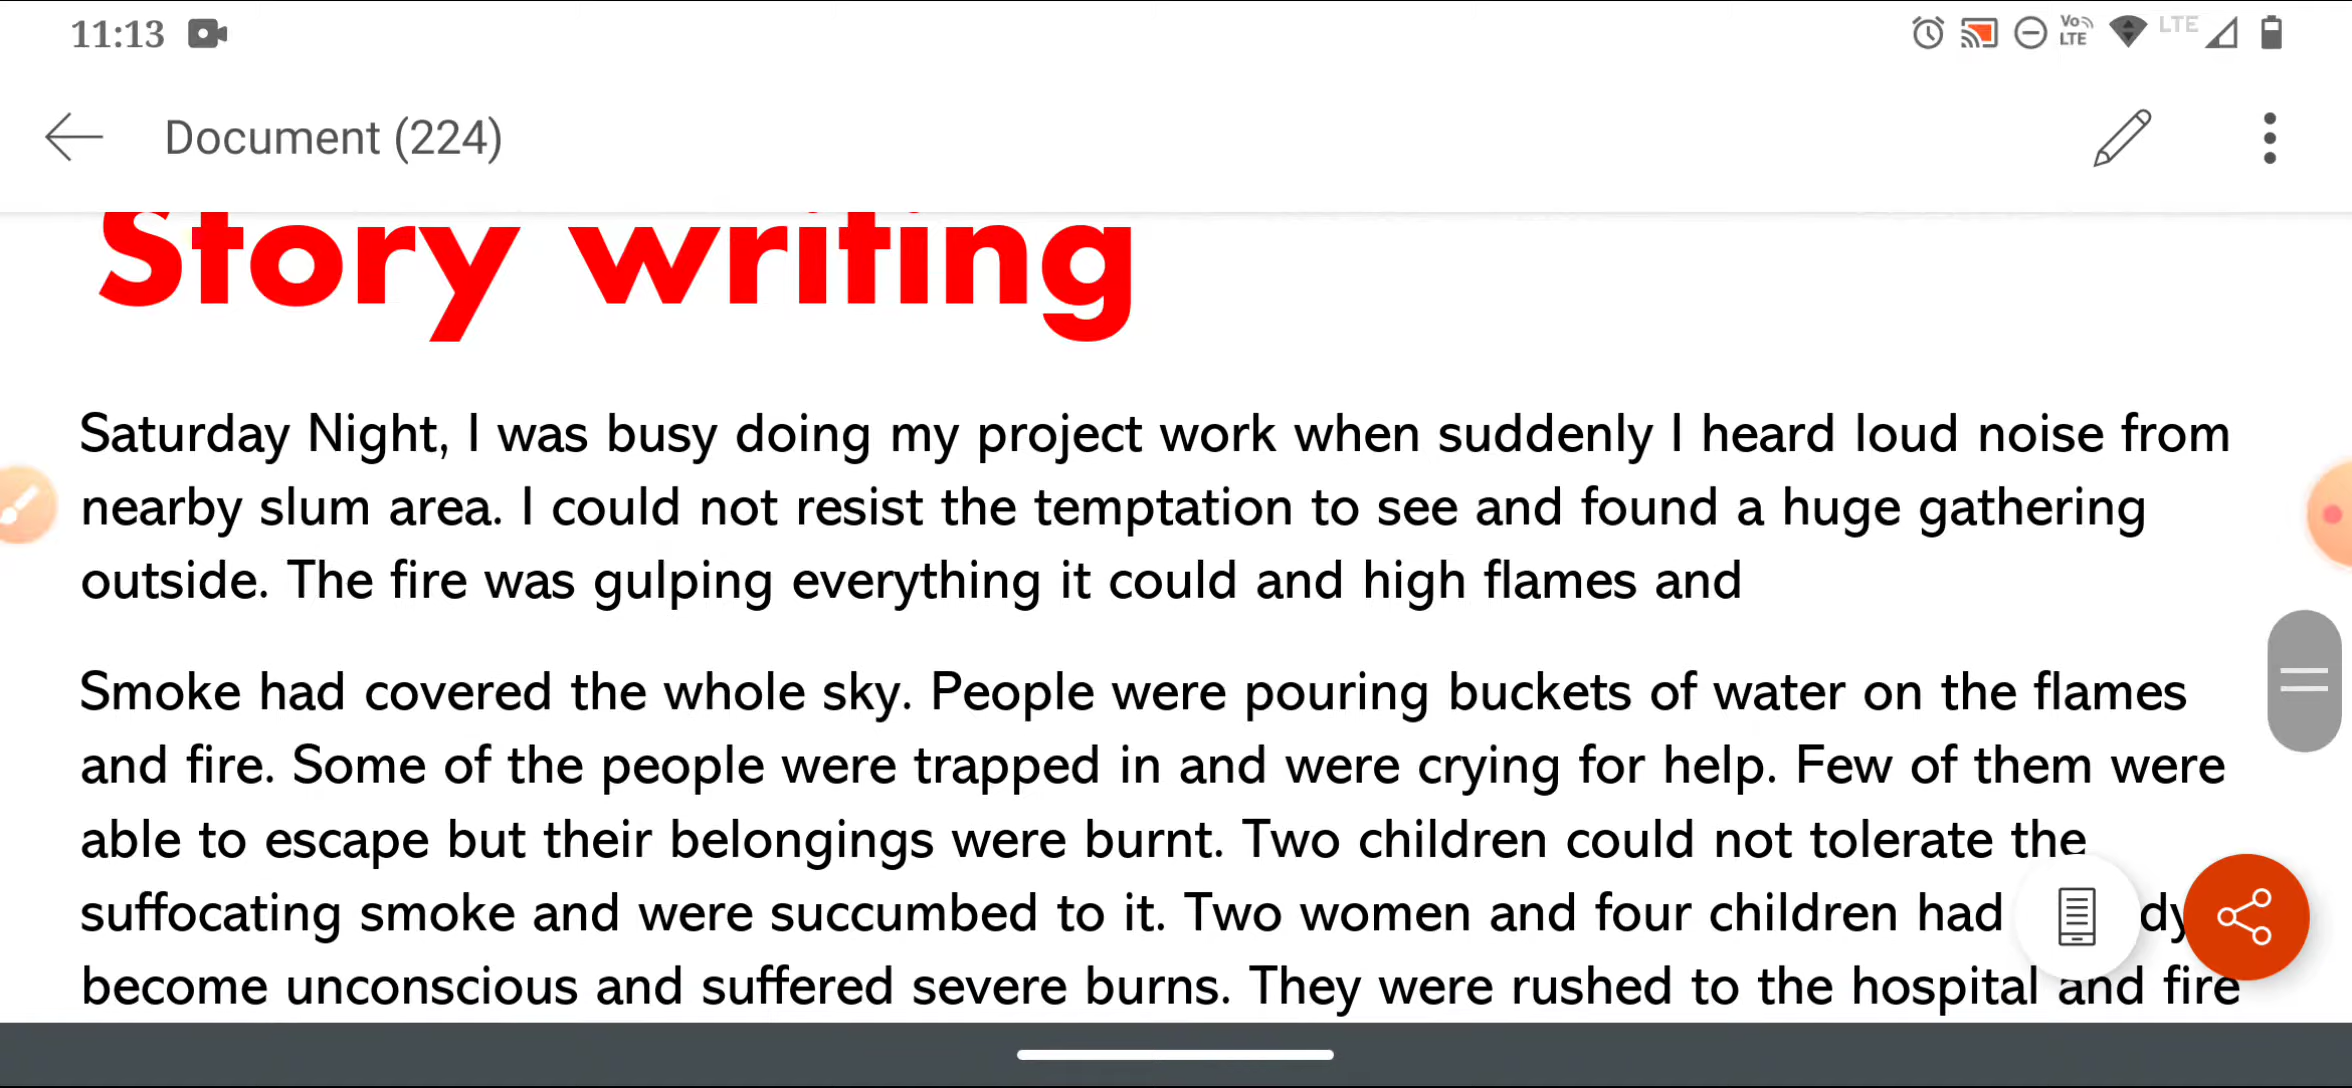 11:13
Vo LTE LTE
Document (224)
Story writing
Saturday Night, I was busy doing my project work when suddenly I heard loud noise from
nearby slum area. I could not resist the temptation to see and found a huge gathering
outside. The fire was gulping everything it could and high flames and
Smoke had covered the whole sky. People were pouring buckets of water on the flames
and fire. Some of the people were trapped in and were crying for help. Few of them were
able to escape but their belongings were burnt. Two children could not tolerate the
suffocating smoke and were succumbed to it. Two women and four children had
become unconscious and suffered severe burns. They were rushed to the hospital and fire